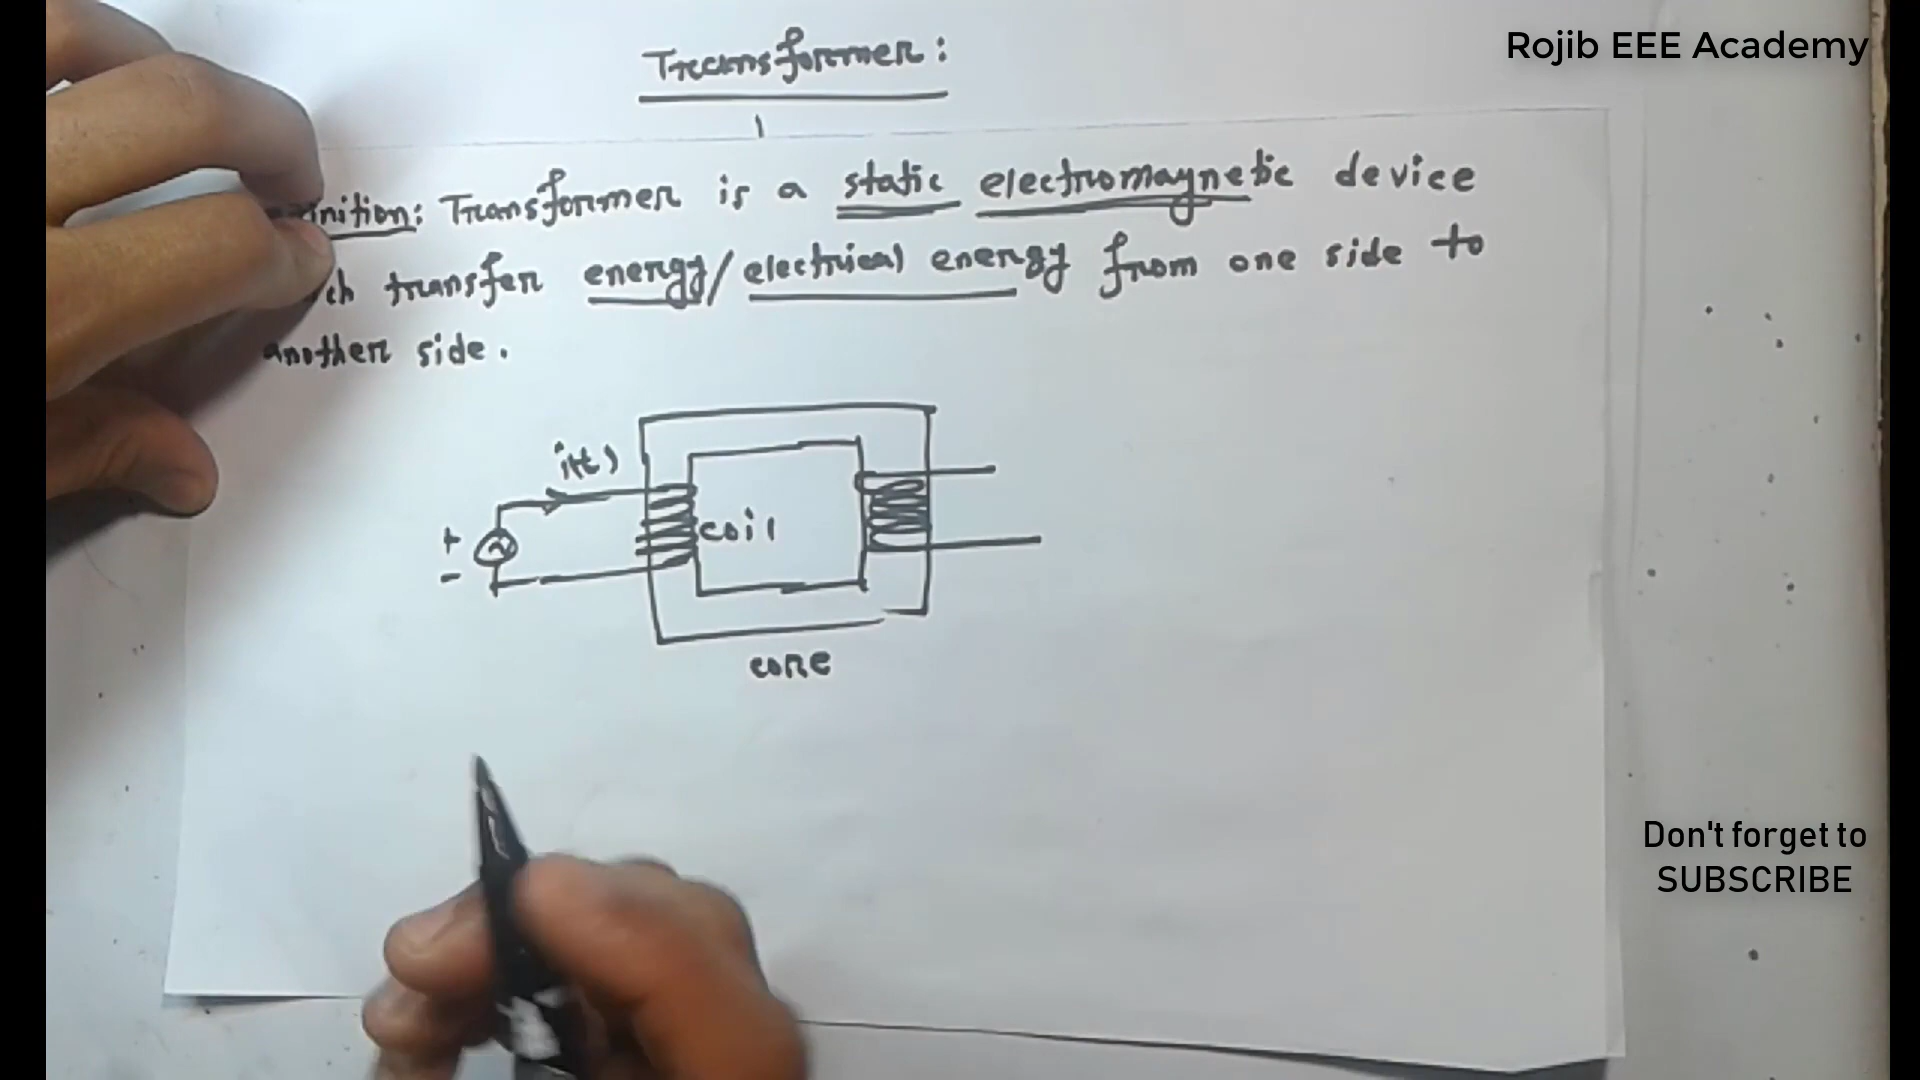 Transformer:
Rojib EEE Academy
inition: Transformer is a static electromagnetic device
ch transfer energy/electrical energy from one side to
another side.
i(t)
+
-
coil
core
Don't forget to
SUBSCRIBE